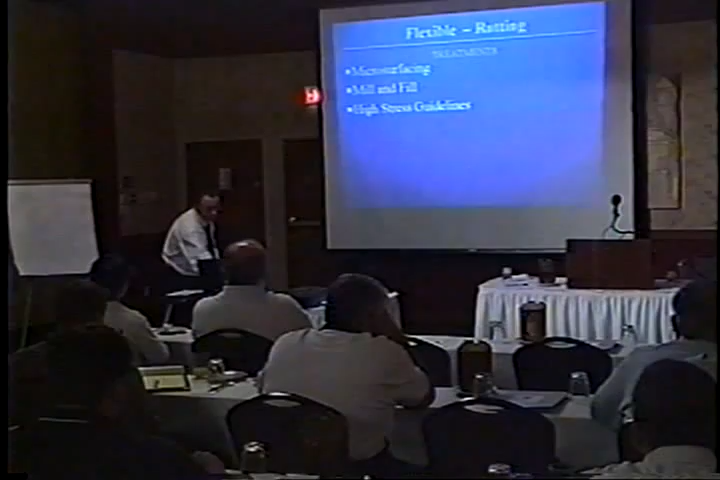 Flexible – Rutting
TREATMENTS
•Microsurfacing
•Mill and Fill
•High Stress Guidelines